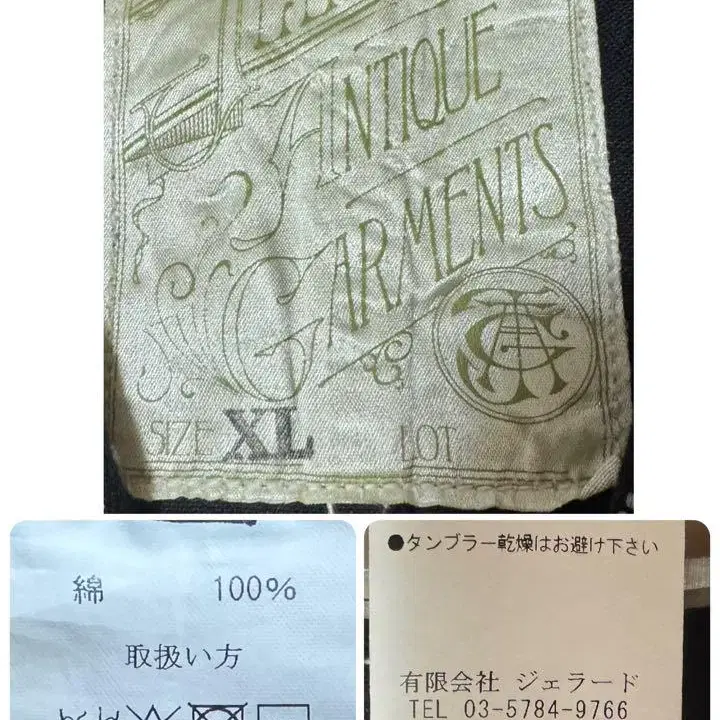 ANTIQUE
GARMENTS
TAG
SIZE XL LOT
綿 100%
取扱い方
●タンブラー乾燥はお避け下さい
有限会社 ジェラード
TEL 03-5784-9766